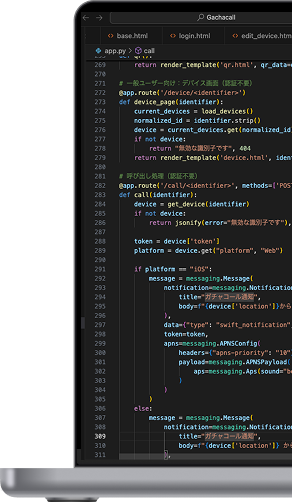 Gachacall
base.html
login.html
edit_device.htm
app.py > call
269 return render_template('qr.html', qr_data=
270
271 # 一般ユーザー向け：デバイス画面（認証不要）
272 @app.route('/device/<identifier>')
273 def device_page(identifier):
274 current_devices = load_devices()
275 normalized_id = identifier.strip()
276 device = current_devices.get(normalized_id
277 if not device:
278 return "無効な識別子です", 404
279 return render_template('device.html', ident
280
281 # 呼び出し処理（認証不要）
282 @app.route('/call/<identifier>', methods=['POS
283 def call(identifier):
284 device = get_device(identifier)
285 if not device:
286 return jsonify(error="無効な識別子です"),
287
288 token = device['token']
289 platform = device.get("platform", "Web")
290
291 if platform == "iOS":
292 message = messaging.Message(
293 notification=messaging.Notification
294 title="ガチャコール通知",
295 body=f"{device['location']}から
296 ),
297 data={"type": "swift_notification"
298 token=token,
299 apns=messaging.APNSConfig(
300 headers={"apns-priority": "10"
301 payload=messaging.APNSPayload(
302 aps=messaging.Aps(sound="be
303 )
304 )
305 )
306 else:
307 message = messaging.Message(
308 notification=messaging.Notification
309 title="ガチャコール通知",
310 body=f"{device['location']} から
311 ),